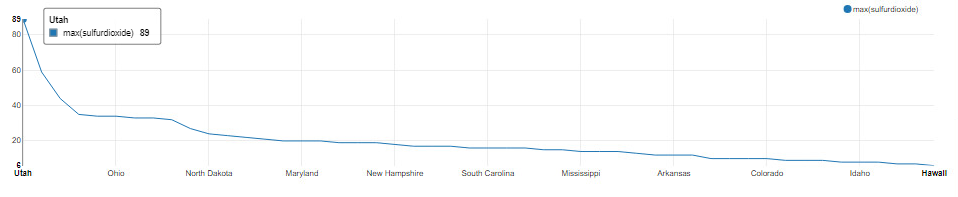 max(sulfurdioxide)
Utah
max(sulfurdioxide) 89
89
80
60
40
20
6
Utah Ohio North Dakota Maryland New Hampshire South Carolina Mississippi Arkansas Colorado Idaho Hawaii